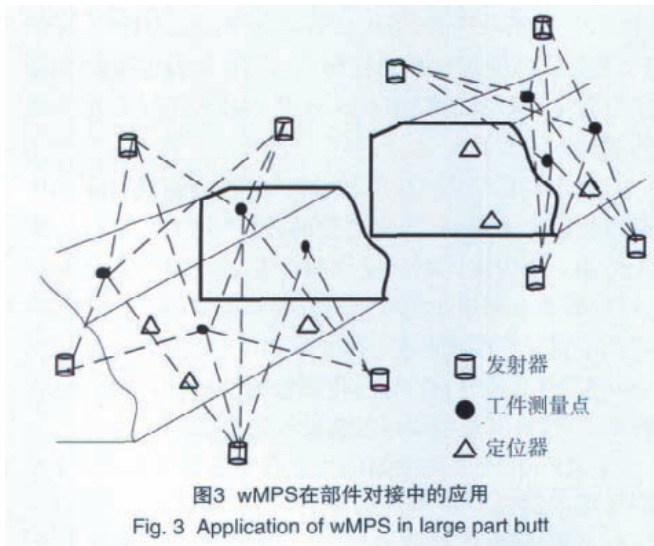 发射器
工件测量点
定位器
图3 wMPS在部件对接中的应用
Fig. 3 Application of wMPS in large part butt